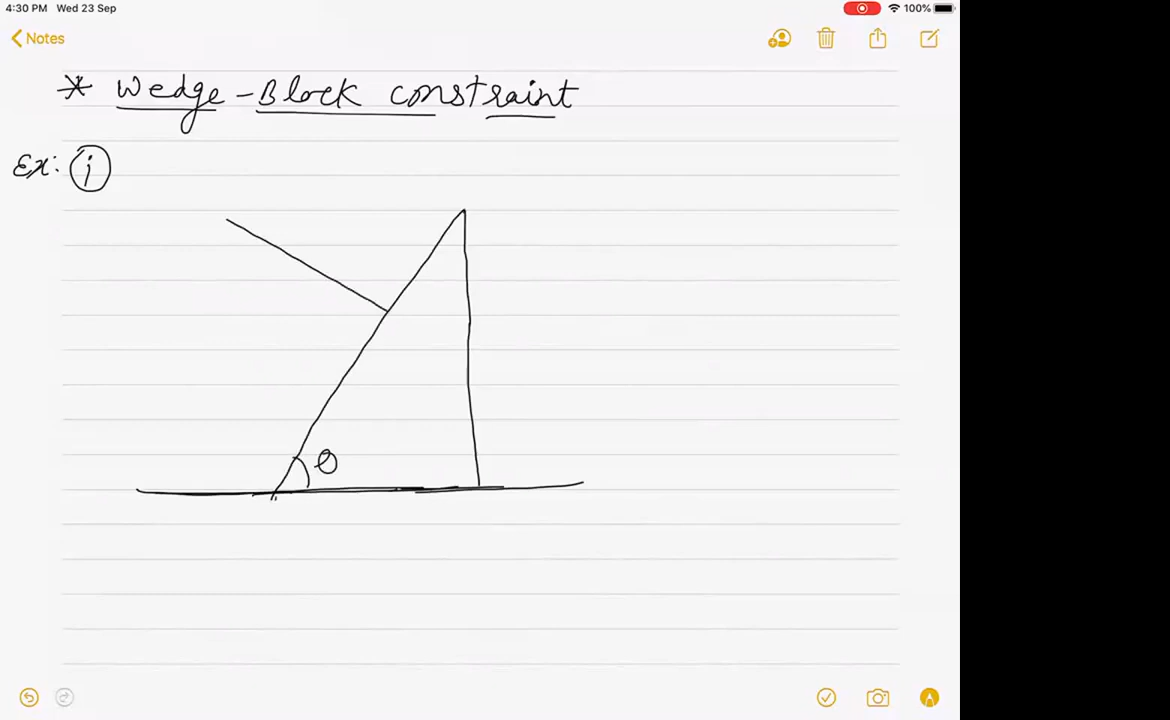 4:30 PM Wed 23 Sep 100%
Notes
* Wedge - Block constraint
Ex: i
θ